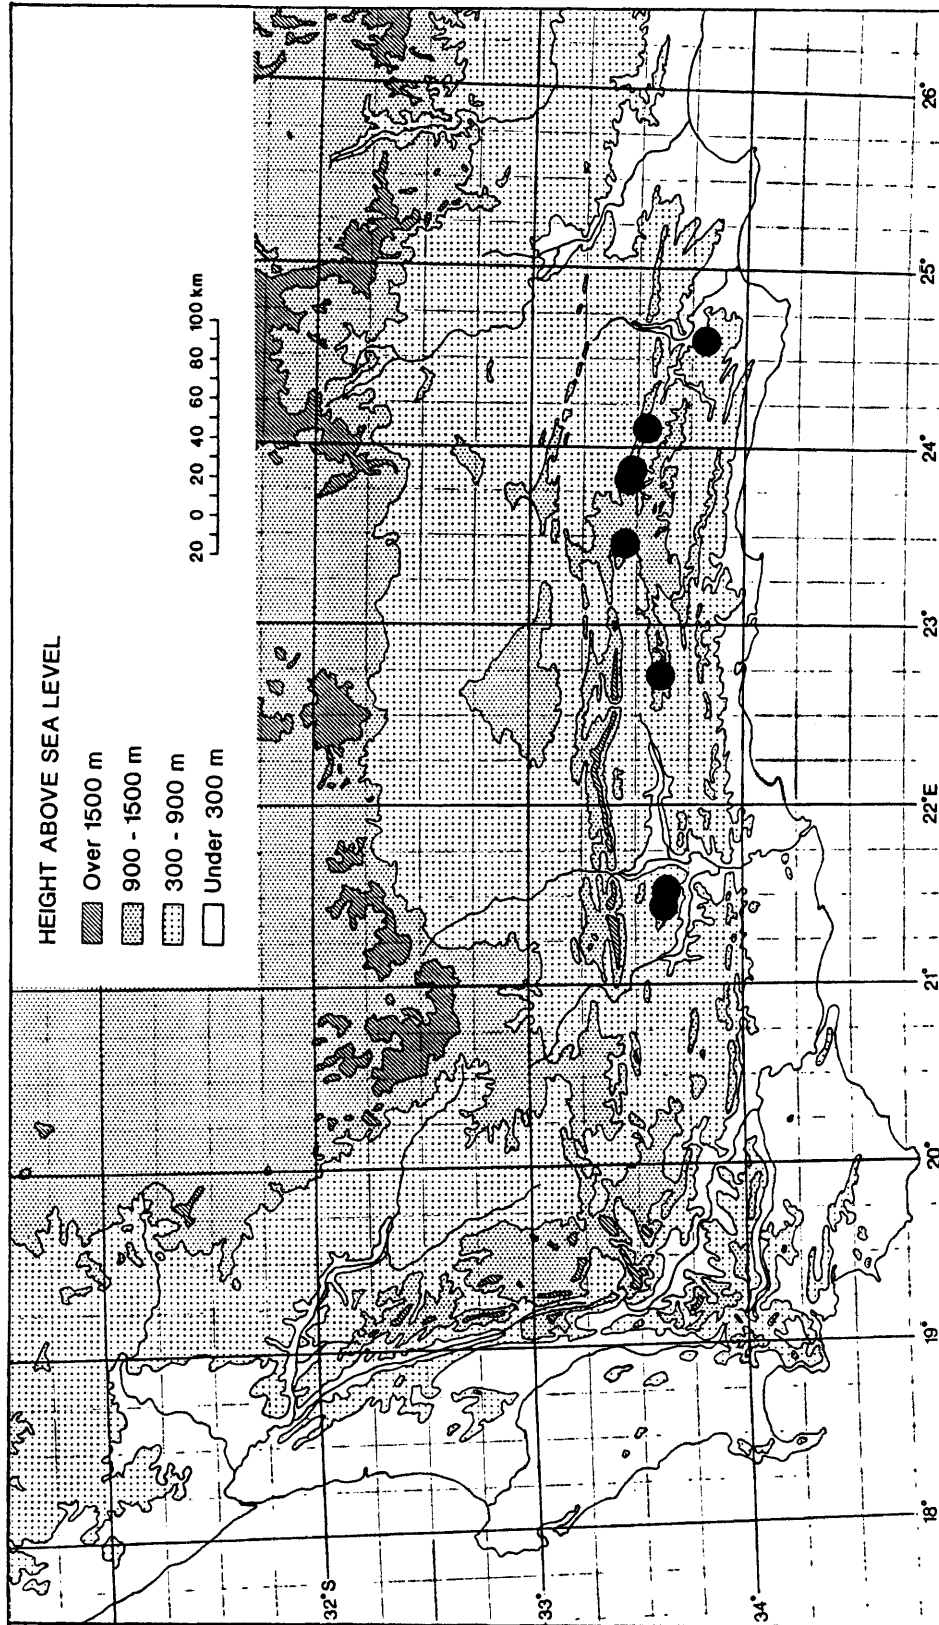 HEIGHT ABOVE SEA LEVEL
Over 1500 m
900 - 1500 m
300 - 900 m
Under 300 m
20 0 20 40 60 80 100 km
32°S
33°
34°
18°
19°
20°
21°
22°E
23°
24°
25°
26°